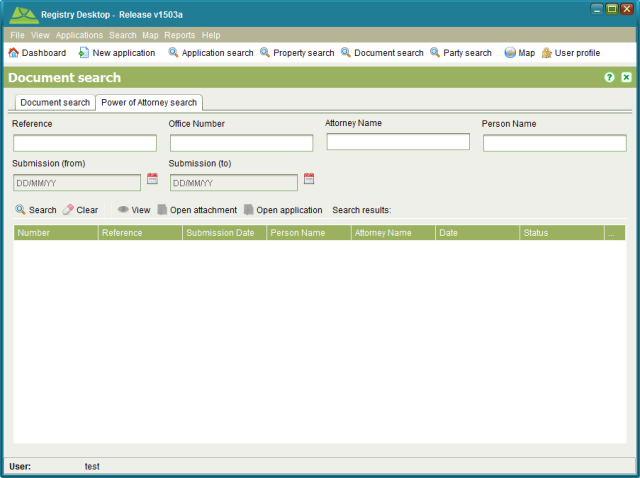 Registry Desktop - Release v1503a
File View Applications Search Map Reports Help
Dashboard New application Application search Property search Document search Party search Map User profile
Document search
Document search Power of Attorney search
Reference Office Number Attorney Name Person Name
Submission (from) Submission (to)
DD/MM/YY DD/MM/YY
Search Clear View Open attachment Open application Search results:
Number Reference Submission Date Person Name Attorney Name Date Status ...
User: test